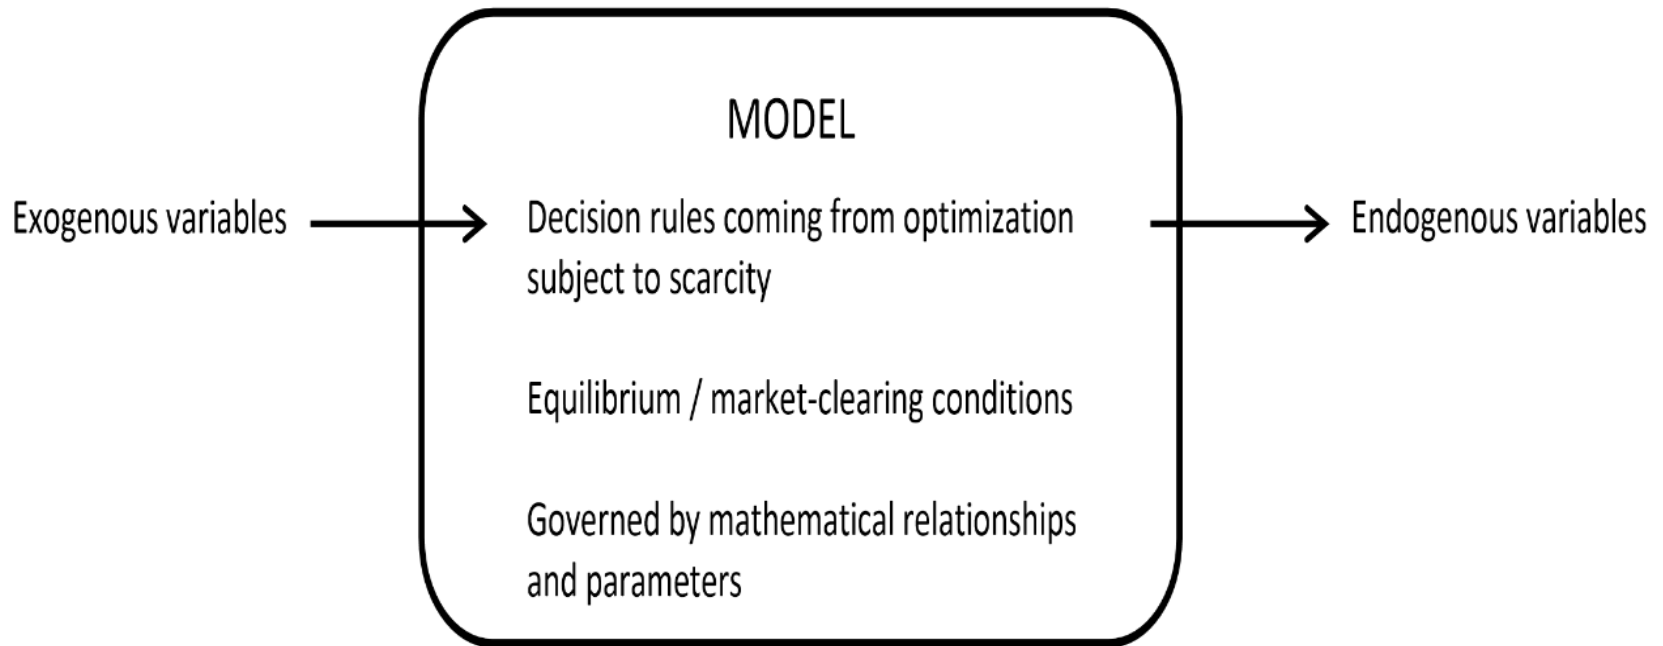 MODEL
Exogenous variables
Decision rules coming from optimization
subject to scarcity
Endogenous variables
Equilibrium / market-clearing conditions
Governed by mathematical relationships
and parameters